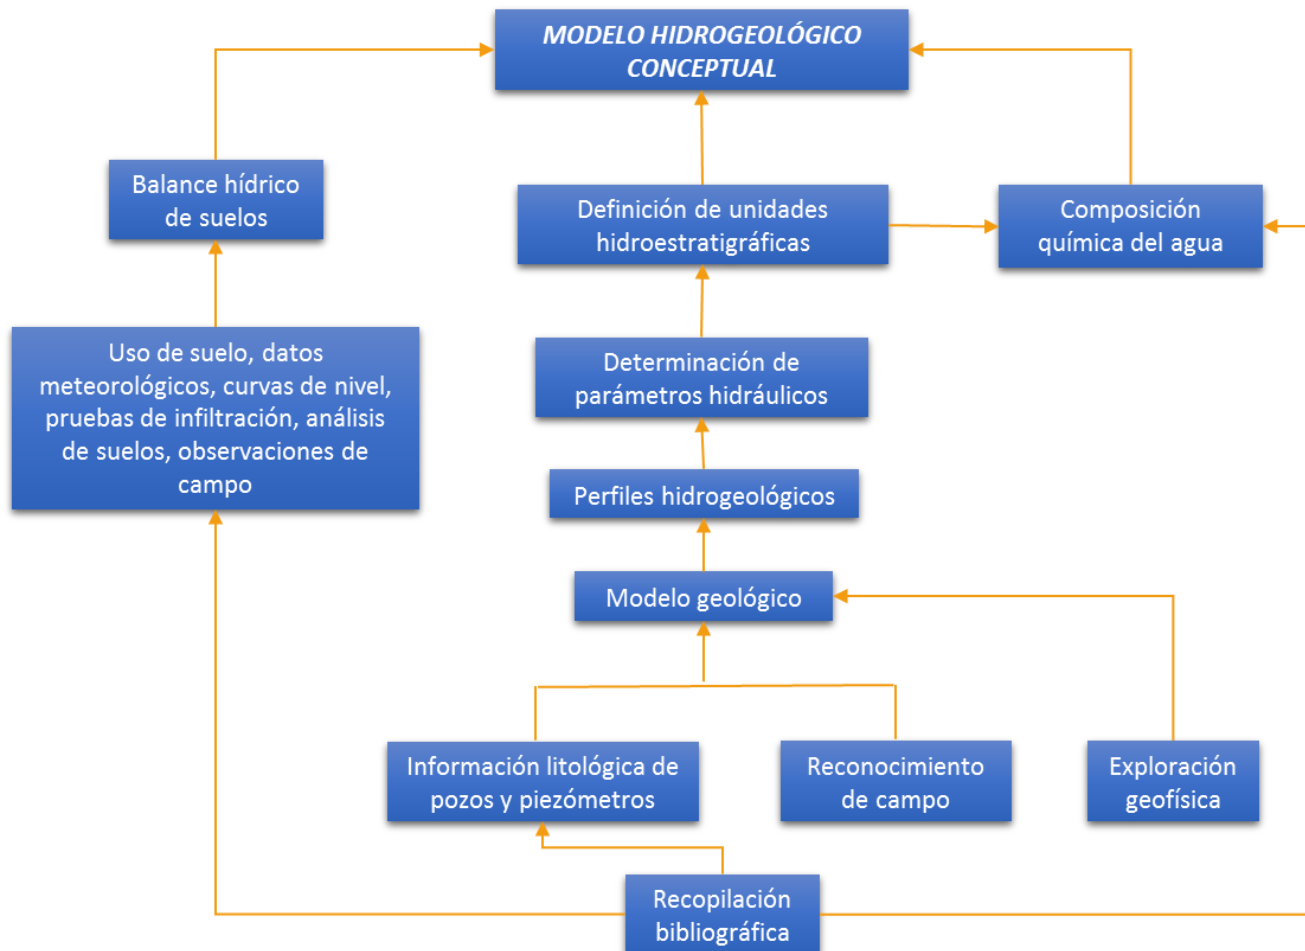 MODELO HIDROGEOLÓGICO
CONCEPTUAL
Balance hídrico
de suelos
Definición de unidades
hidroestratigráficas
Composición
química del agua
Uso de suelo, datos
meteorológicos, curvas de nivel,
pruebas de infiltración, análisis
de suelos, observaciones de
campo
Determinación de
parámetros hidráulicos
Perfiles hidrogeológicos
Modelo geológico
Información litológica de
pozos y piezómetros
Reconocimiento
de campo
Exploración
geofísica
Recopilación
bibliográfica